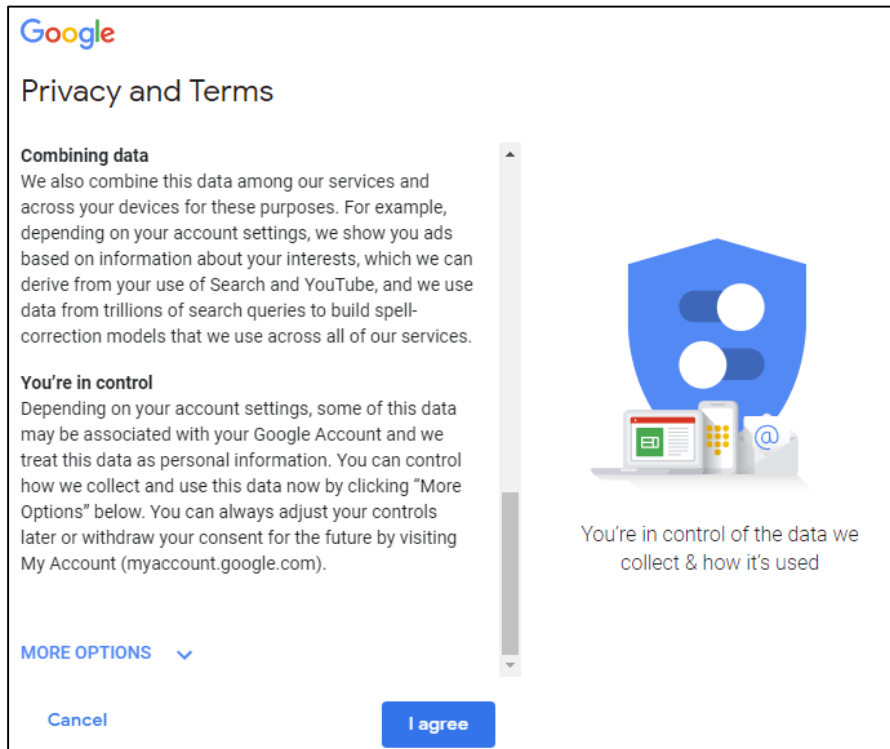 Google
Privacy and Terms
Combining data
We also combine this data among our services and
across your devices for these purposes. For example,
depending on your account settings, we show you ads
based on information about your interests, which we can
derive from your use of Search and YouTube, and we use
data from trillions of search queries to build spell-
correction models that we use across all of our services.
You’re in control
Depending on your account settings, some of this data
may be associated with your Google Account and we
treat this data as personal information. You can control
how we collect and use this data now by clicking “More
Options” below. You can always adjust your controls
later or withdraw your consent for the future by visiting
My Account (myaccount.google.com).
MORE OPTIONS
Cancel
I agree
@
You’re in control of the data we
collect & how it’s used